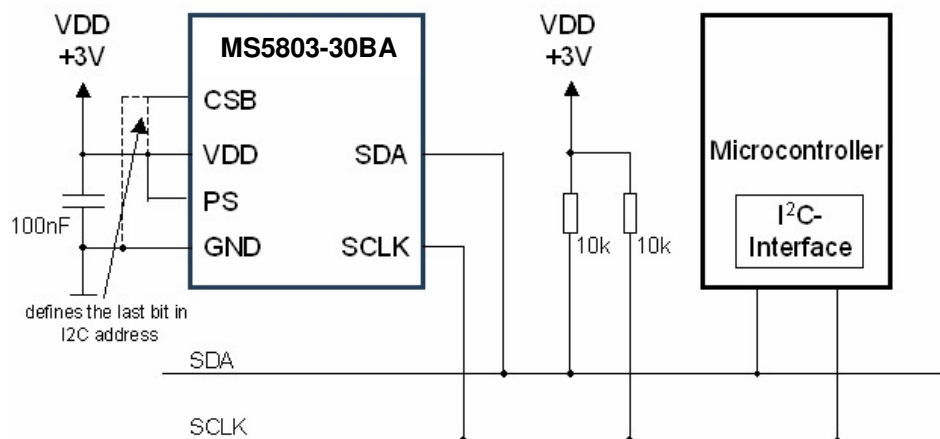 VDD
+3V
MS5803-30BA
CSB
VDD
PS
GND
SDA
SCLK
100nF
defines the last bit in
I2C address
VDD
+3V
10k
10k
Microcontroller
I²C-
Interface
SDA
SCLK